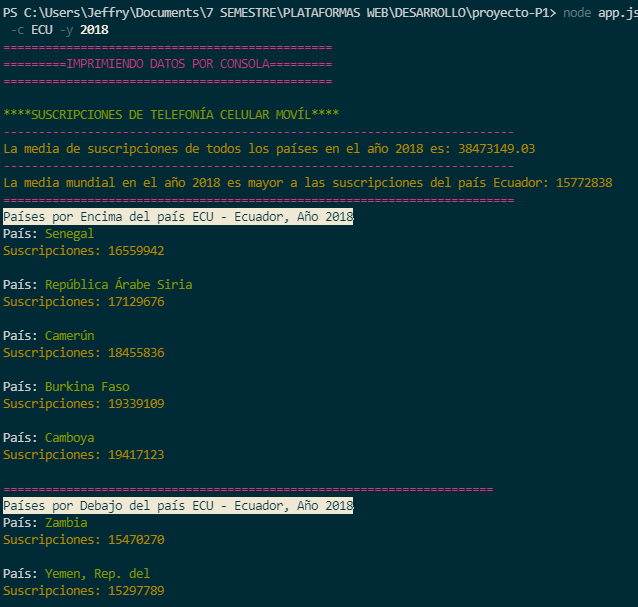 PS C:\Users\Jeffry\Documents\7 SEMESTRE\PLATAFORMAS WEB\DESARROLLO\proyecto-P1> node app.js
-c ECU -y 2018
===============================================
=========IMPRIMIENDO DATOS POR CONSOLA=========
===============================================
****SUSCRIPCIONES DE TELEFONÍA CELULAR MOVÍL****
-------------------------------------------------------------------------
La media de suscripciones de todos los países en el año 2018 es: 38473149.03
-------------------------------------------------------------------------
La media mundial en el año 2018 es mayor a las suscripciones del país Ecuador: 15772838
=========================================================================
Países por Encima del país ECU - Ecuador, Año 2018
País: Senegal
Suscripciones: 16559942
País: República Árabe Siria
Suscripciones: 17129676
País: Camerún
Suscripciones: 18455836
País: Burkina Faso
Suscripciones: 19339109
País: Camboya
Suscripciones: 19417123
======================================================================
Países por Debajo del país ECU - Ecuador, Año 2018
País: Zambia
Suscripciones: 15470270
País: Yemen, Rep. del
Suscripciones: 15297789